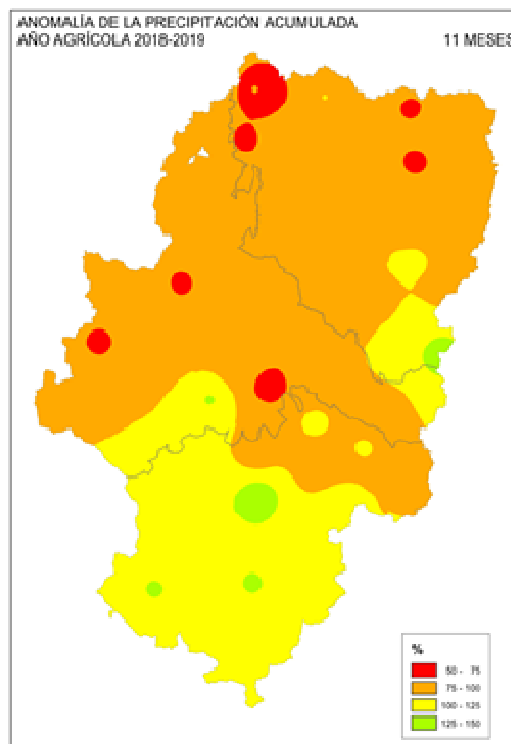 ANOMALÍA DE LA PRECIPITACIÓN ACUMULADA
AÑO AGRÍCOLA 2018-2019 11 MESES
%
50 - 75
75 - 100
100 - 125
125 - 150